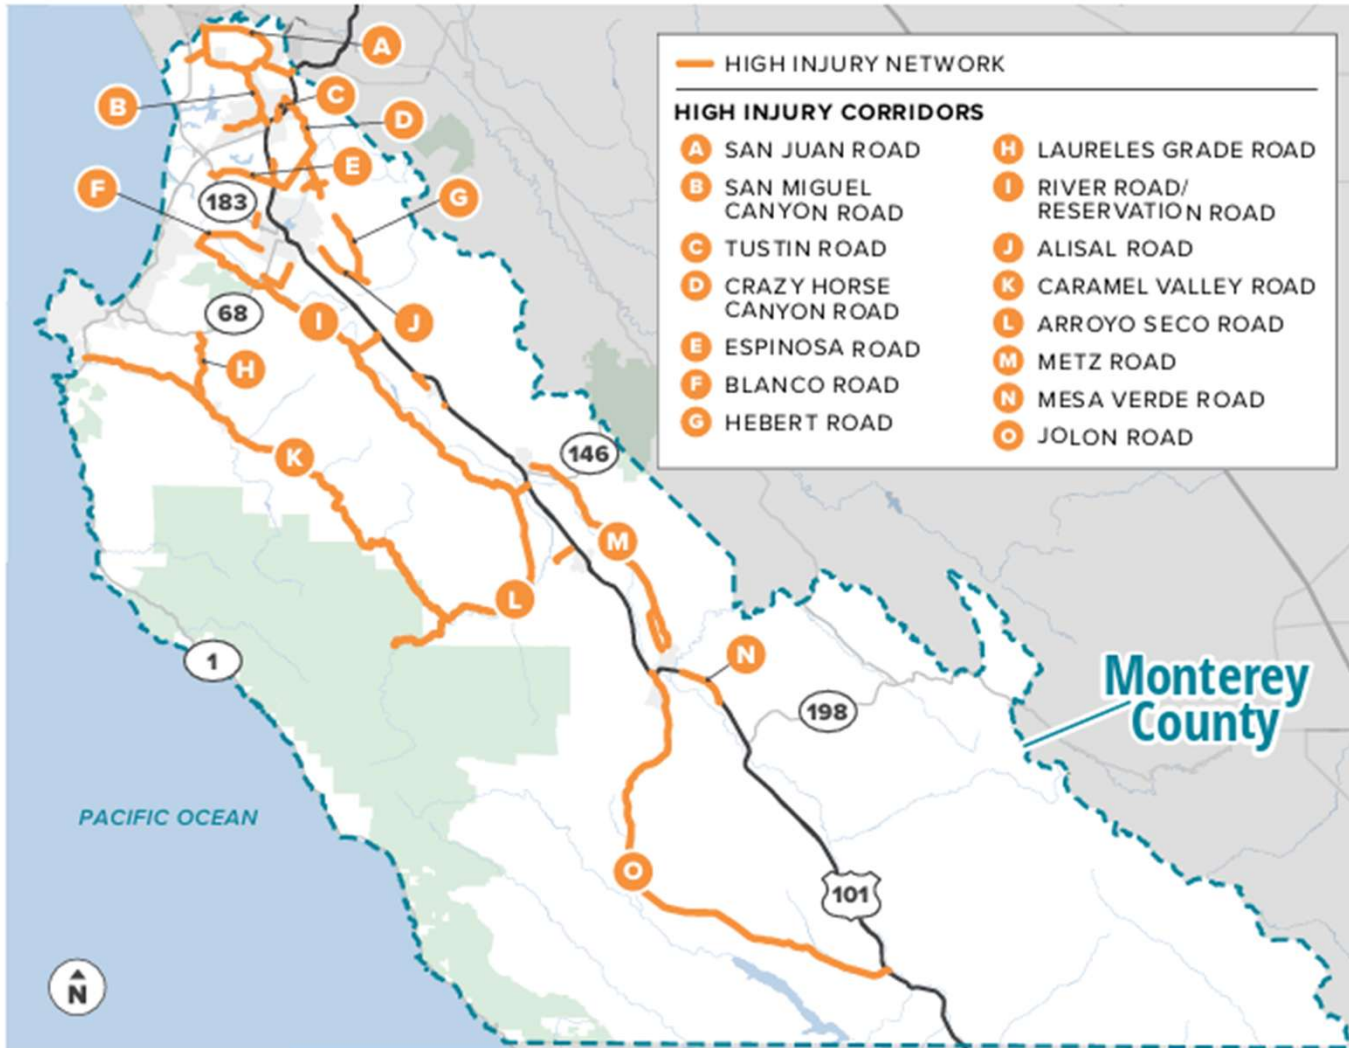 HIGH INJURY NETWORK
HIGH INJURY CORRIDORS
A SAN JUAN ROAD
B SAN MIGUEL
CANYON ROAD
C TUSTIN ROAD
D CRAZY HORSE
CANYON ROAD
E ESPINOSA ROAD
F BLANCO ROAD
G HEBERT ROAD
H LAURELES GRADE ROAD
I RIVER ROAD/
RESERVATION ROAD
J ALISAL ROAD
K CARAMEL VALLEY ROAD
L ARROYO SECO ROAD
M METZ ROAD
N MESA VERDE ROAD
O JOLON ROAD
A
B
C
D
E
F
183
G
68
I
J
H
K
146
M
L
1
N
198
Monterey
County
PACIFIC OCEAN
O
101
N